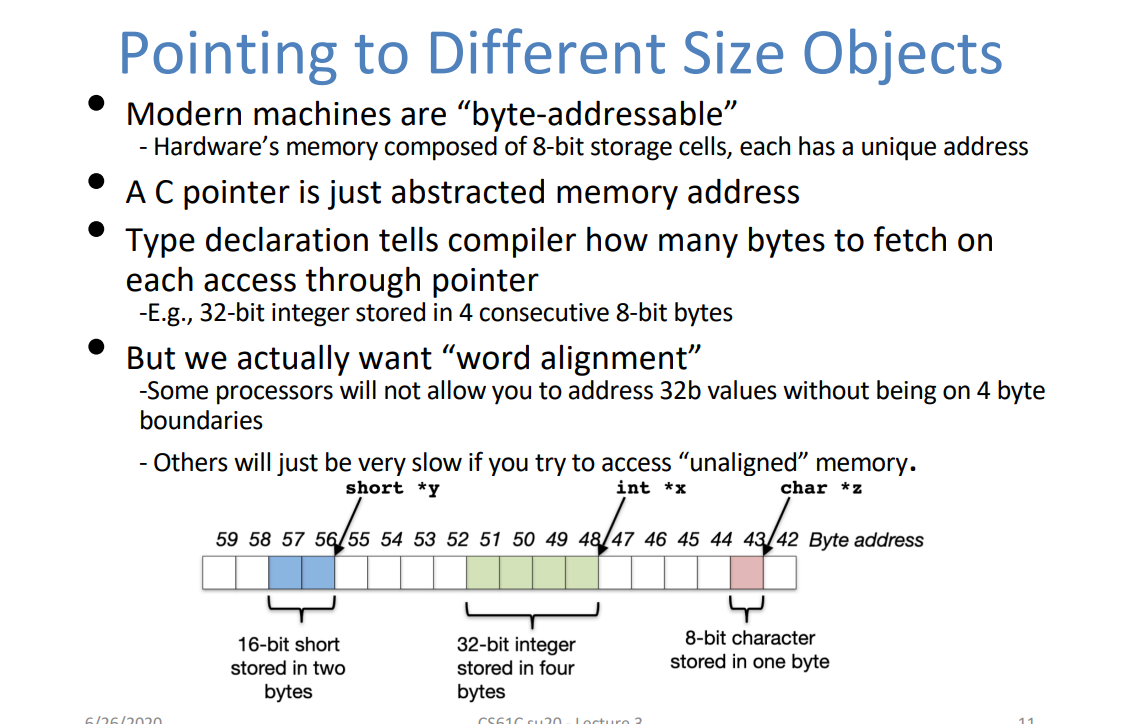 Pointing to Different Size Objects
• Modern machines are “byte-addressable”
- Hardware’s memory composed of 8-bit storage cells, each has a unique address
• A C pointer is just abstracted memory address
• Type declaration tells compiler how many bytes to fetch on
each access through pointer
-E.g., 32-bit integer stored in 4 consecutive 8-bit bytes
• But we actually want “word alignment”
-Some processors will not allow you to address 32b values without being on 4 byte
boundaries
- Others will just be very slow if you try to access “unaligned” memory.
short *y int *x char *z
59 58 57 56 55 54 53 52 51 50 49 48 47 46 45 44 43 42 Byte address
16-bit short
stored in two
bytes
32-bit integer
stored in four
bytes
8-bit character
stored in one byte
6/26/2020 CS61C su20 - Lecture 3 11